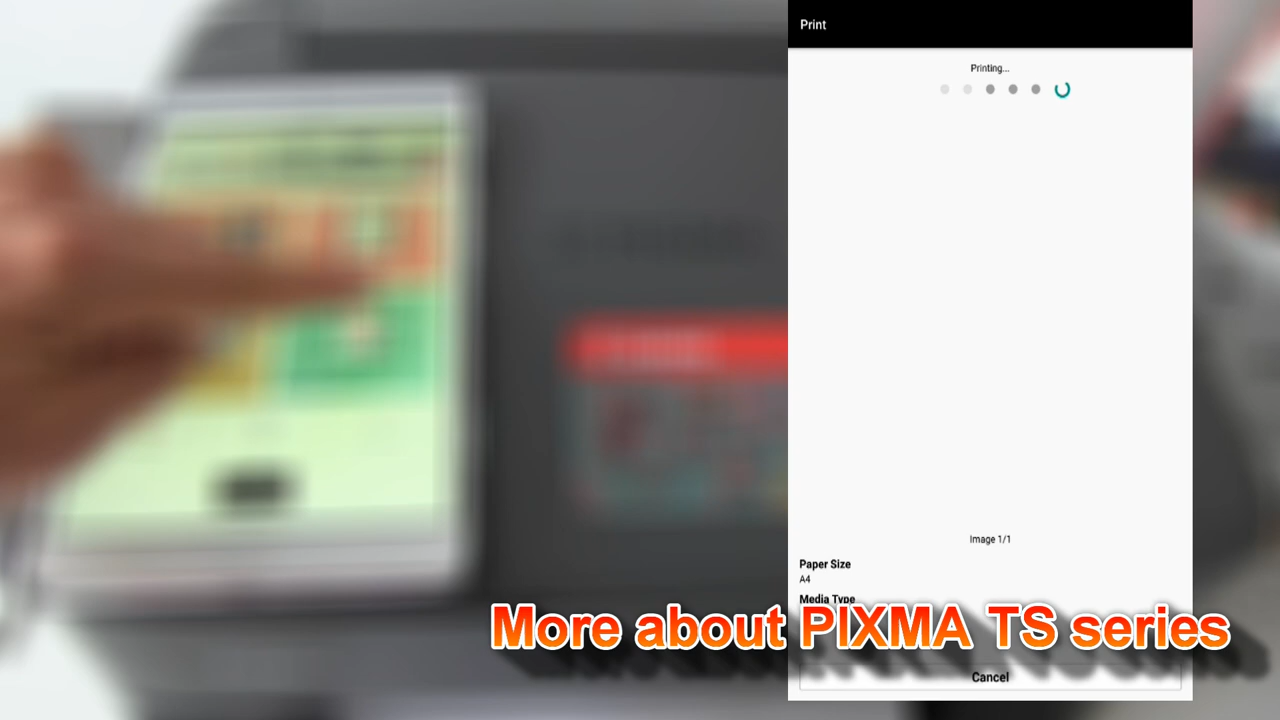 Print
Printing...
Image 1/1
Paper Size
A4
Media Type
More about PIXMA TS series
Cancel